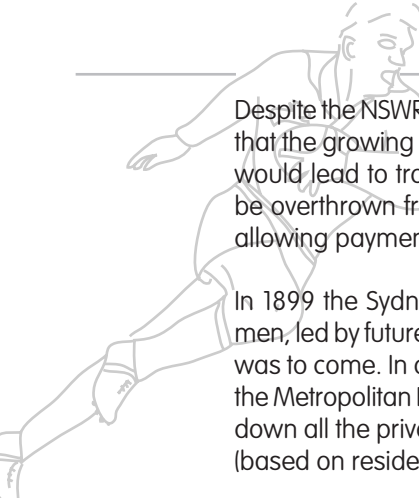 Despite the NSWR
that the growing
would lead to tra
be overthrown fr
allowing paymen
In 1899 the Sydn
men, led by future
was to come. In a
the Metropolitan
down all the priva
(based on reside